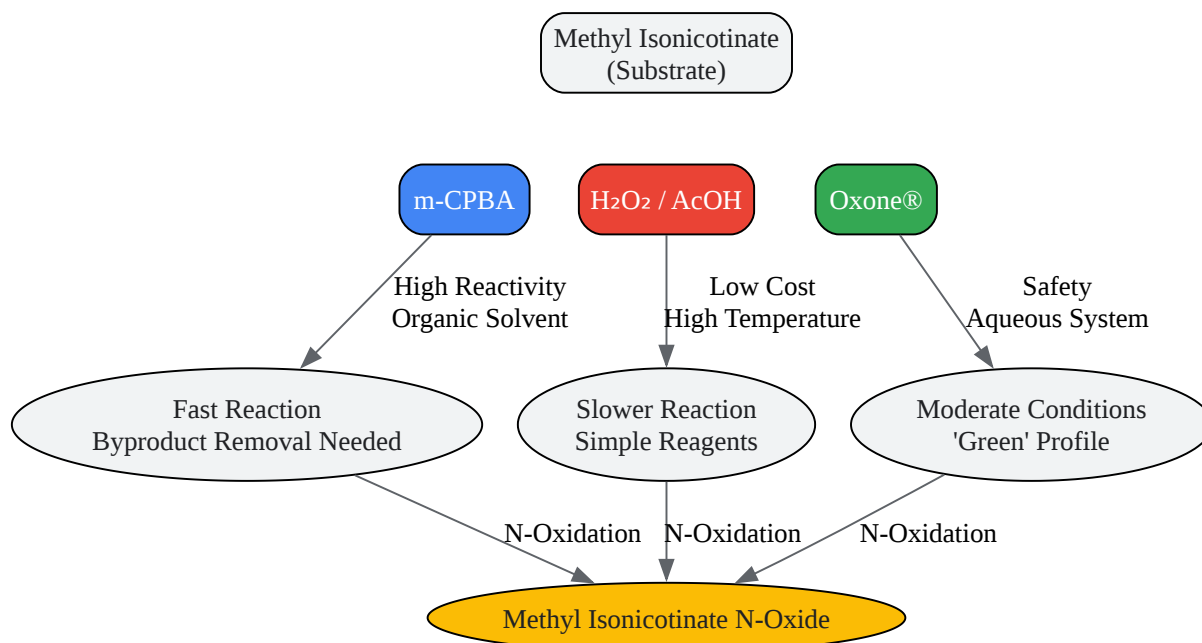 Methyl Isonicotinate
(Substrate)
m-CPBA
H₂O₂ / AcOH
Oxone®
High Reactivity
Organic Solvent
Low Cost
High Temperature
Safety
Aqueous System
Fast Reaction
Byproduct Removal Needed
Slower Reaction
Simple Reagents
Moderate Conditions
'Green' Profile
N-Oxidation
N-Oxidation
N-Oxidation
Methyl Isonicotinate N-Oxide